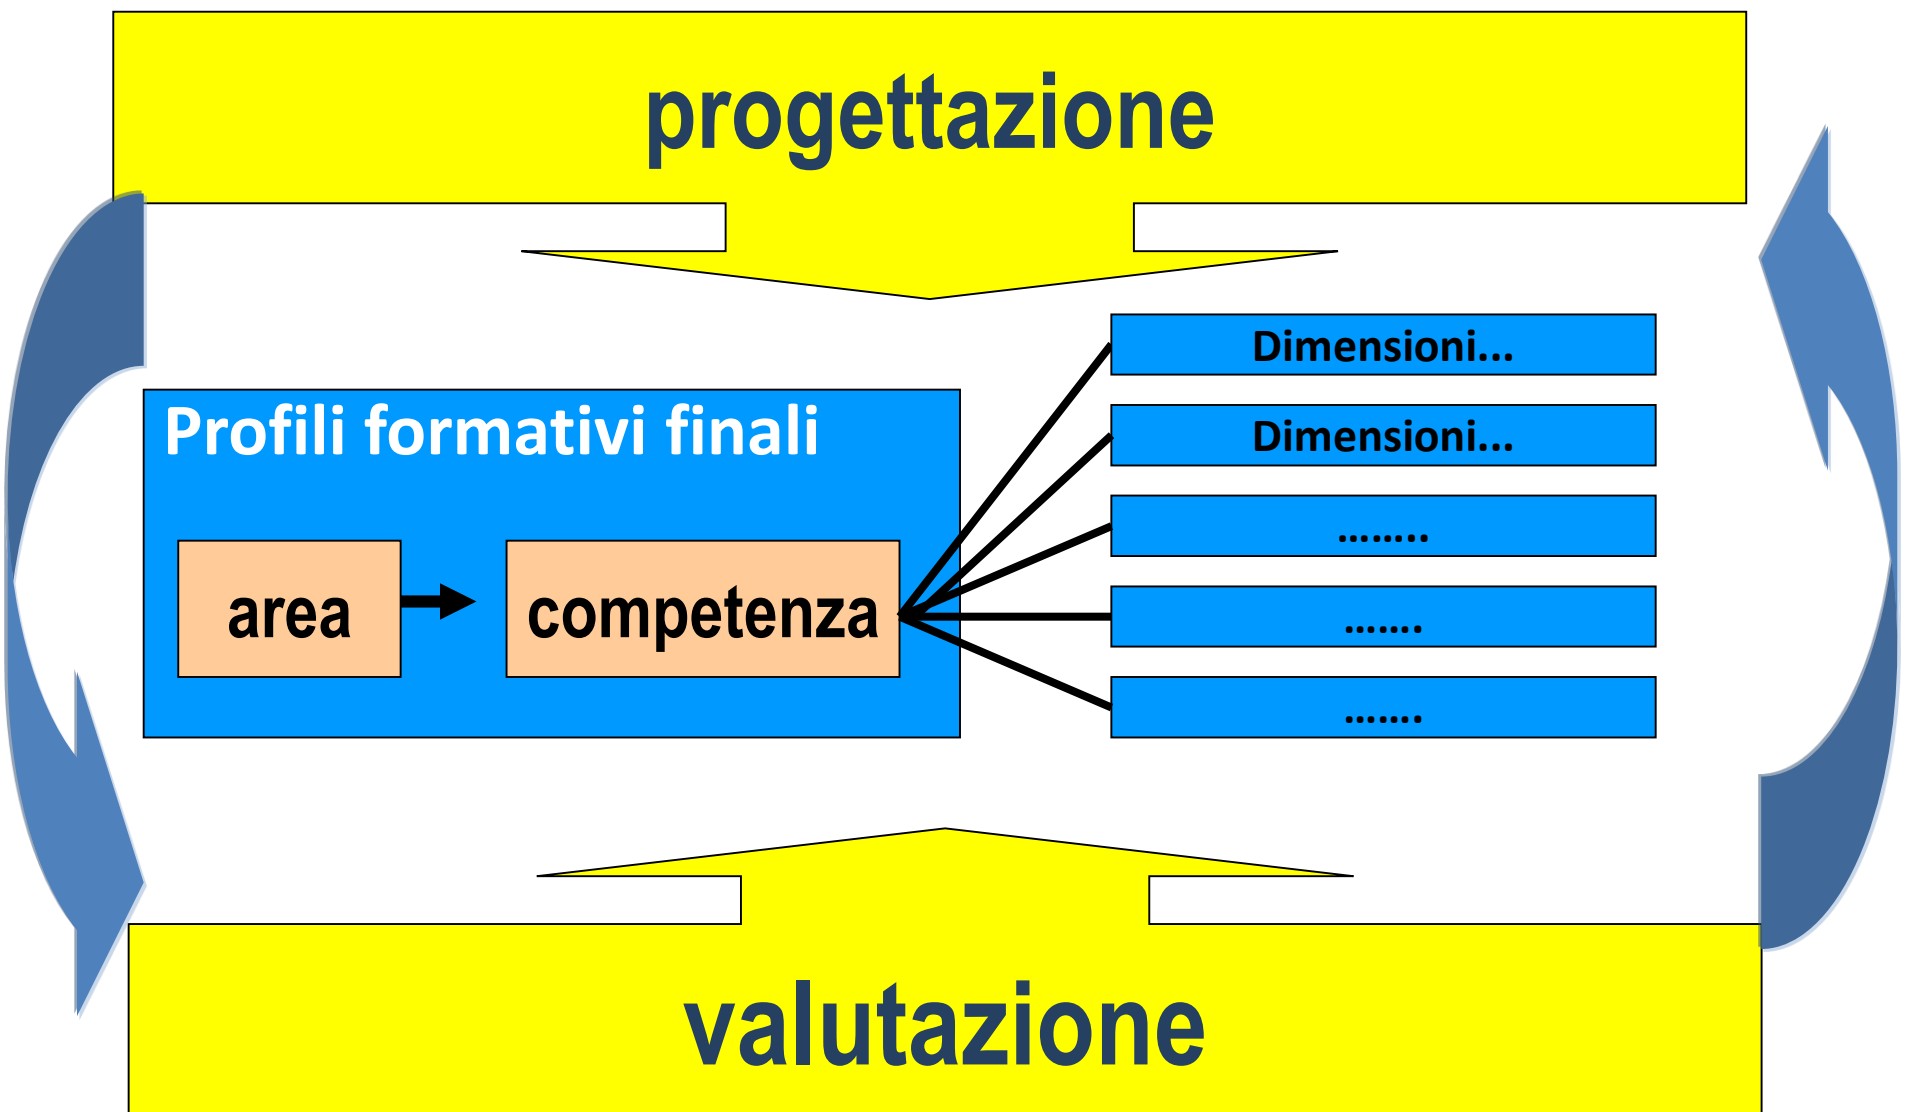 progettazione
Dimensioni...
Profili formativi finali
Dimensioni...
........
area
competenza
.......
.......
valutazione